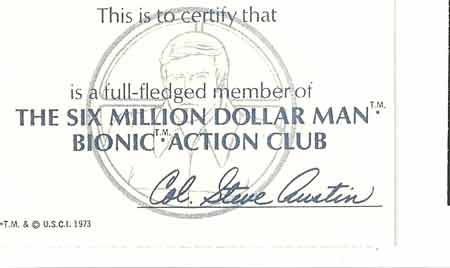 This is to certify that
is a full-fledged member of
THE SIX MILLION DOLLAR MAN T.M.
BIONIC T.M. ACTION CLUB
Col. Steve Austin
*T.M. & © U.S.C.I. 1973